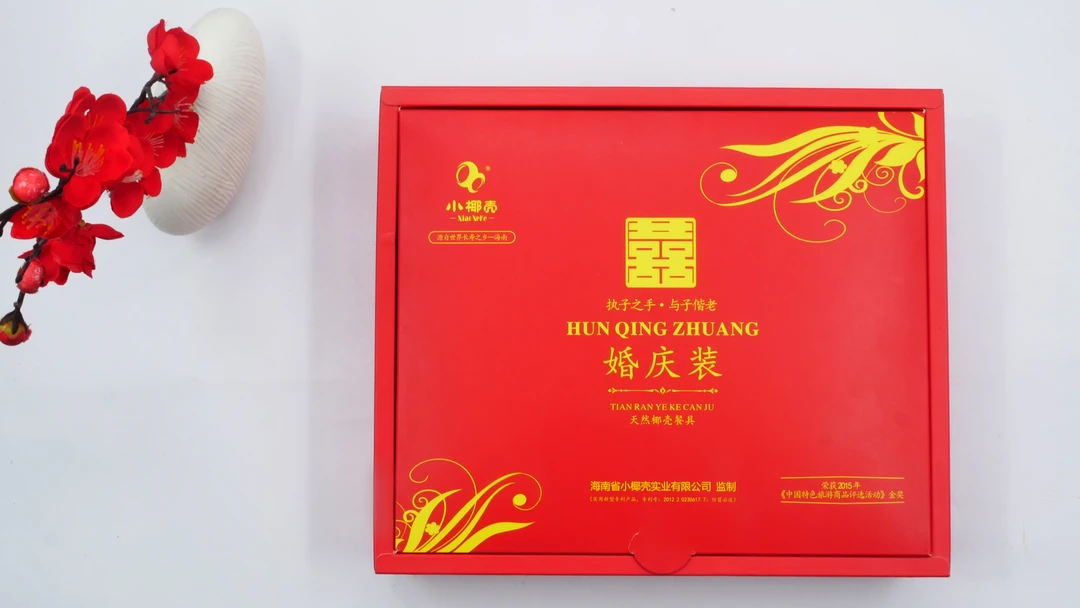 小椰壳
XiaoYeKe
源自世界长寿之乡—海南
囍
执子之手·与子偕老
HUN QING ZHUANG
婚庆装
TIAN RAN YE KE CAN JU
天然椰壳餐具
海南省小椰壳实业有限公司 监制
荣获2015年
《中国特色旅游商品评选活动》金奖